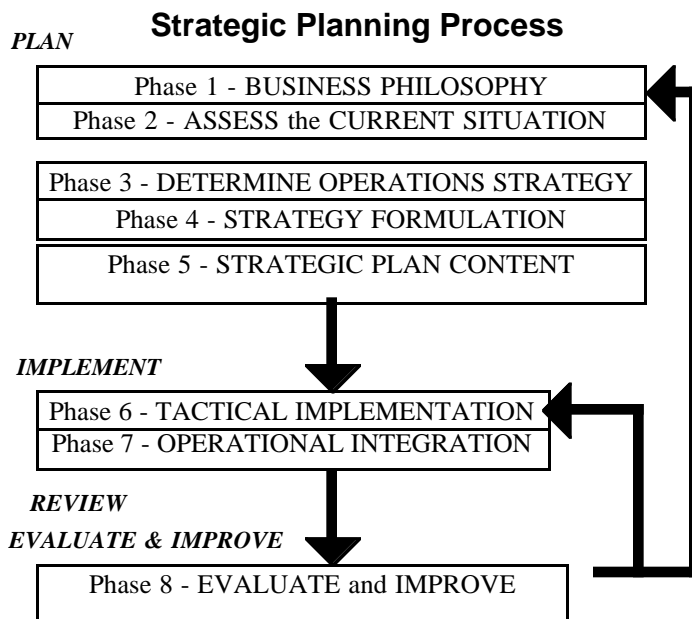 Strategic Planning Process
PLAN
Phase 1 - BUSINESS PHILOSOPHY
Phase 2 - ASSESS the CURRENT SITUATION
Phase 3 - DETERMINE OPERATIONS STRATEGY
Phase 4 - STRATEGY FORMULATION
Phase 5 - STRATEGIC PLAN CONTENT
IMPLEMENT
Phase 6 - TACTICAL IMPLEMENTATION
Phase 7 - OPERATIONAL INTEGRATION
REVIEW
EVALUATE & IMPROVE
Phase 8 - EVALUATE and IMPROVE